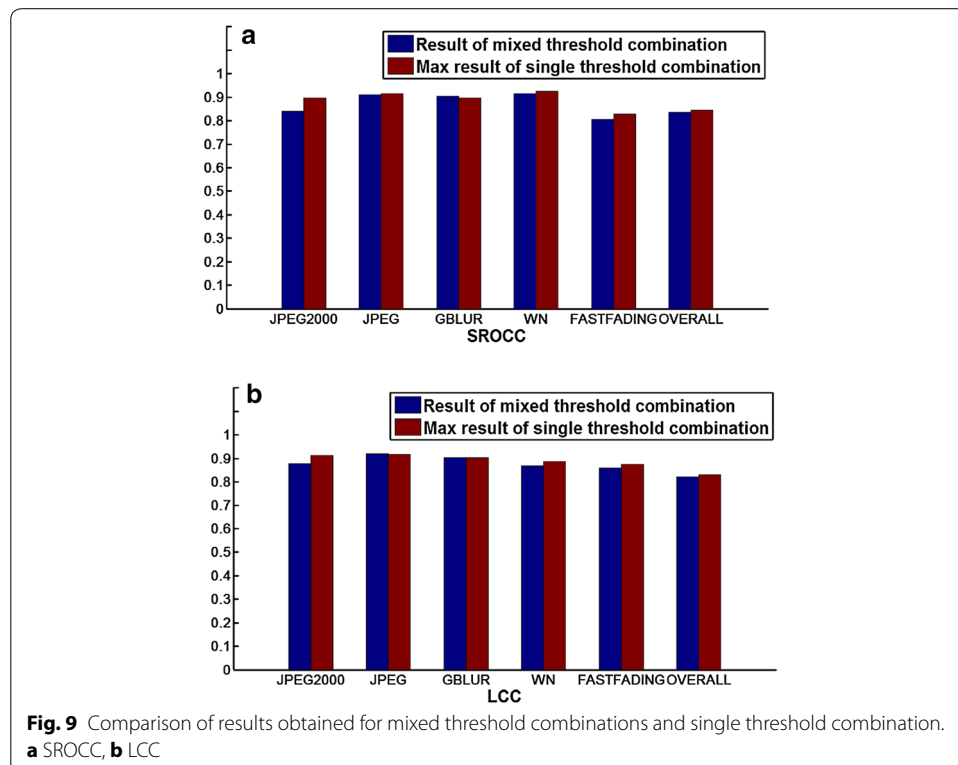 a
Result of mixed threshold combination
Max result of single threshold combination
1
0.9
0.8
0.7
0.6
0.5
0.4
0.3
0.2
0.1
0
JPEG2000 JPEG GBLUR WN FASTFADING OVERALL
SROCC
b
Result of mixed threshold combination
Max result of single threshold combination
1
0.9
0.8
0.7
0.6
0.5
0.4
0.3
0.2
0.1
0
JPEG2000 JPEG GBLUR WN FASTFADING OVERALL
LCC
Fig. 9 Comparison of results obtained for mixed threshold combinations and single threshold combination.
a SROCC, b LCC